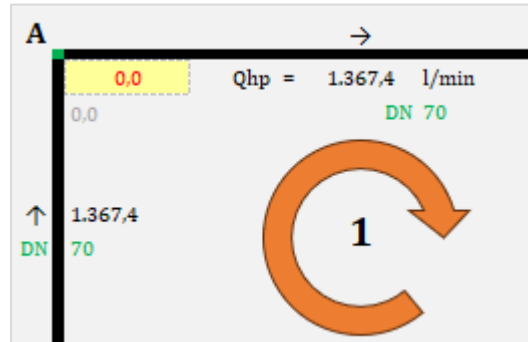 A →
0,0 Qhp = 1.367,4 l/min
0,0 DN 70
1
↑ 1.367,4
DN 70